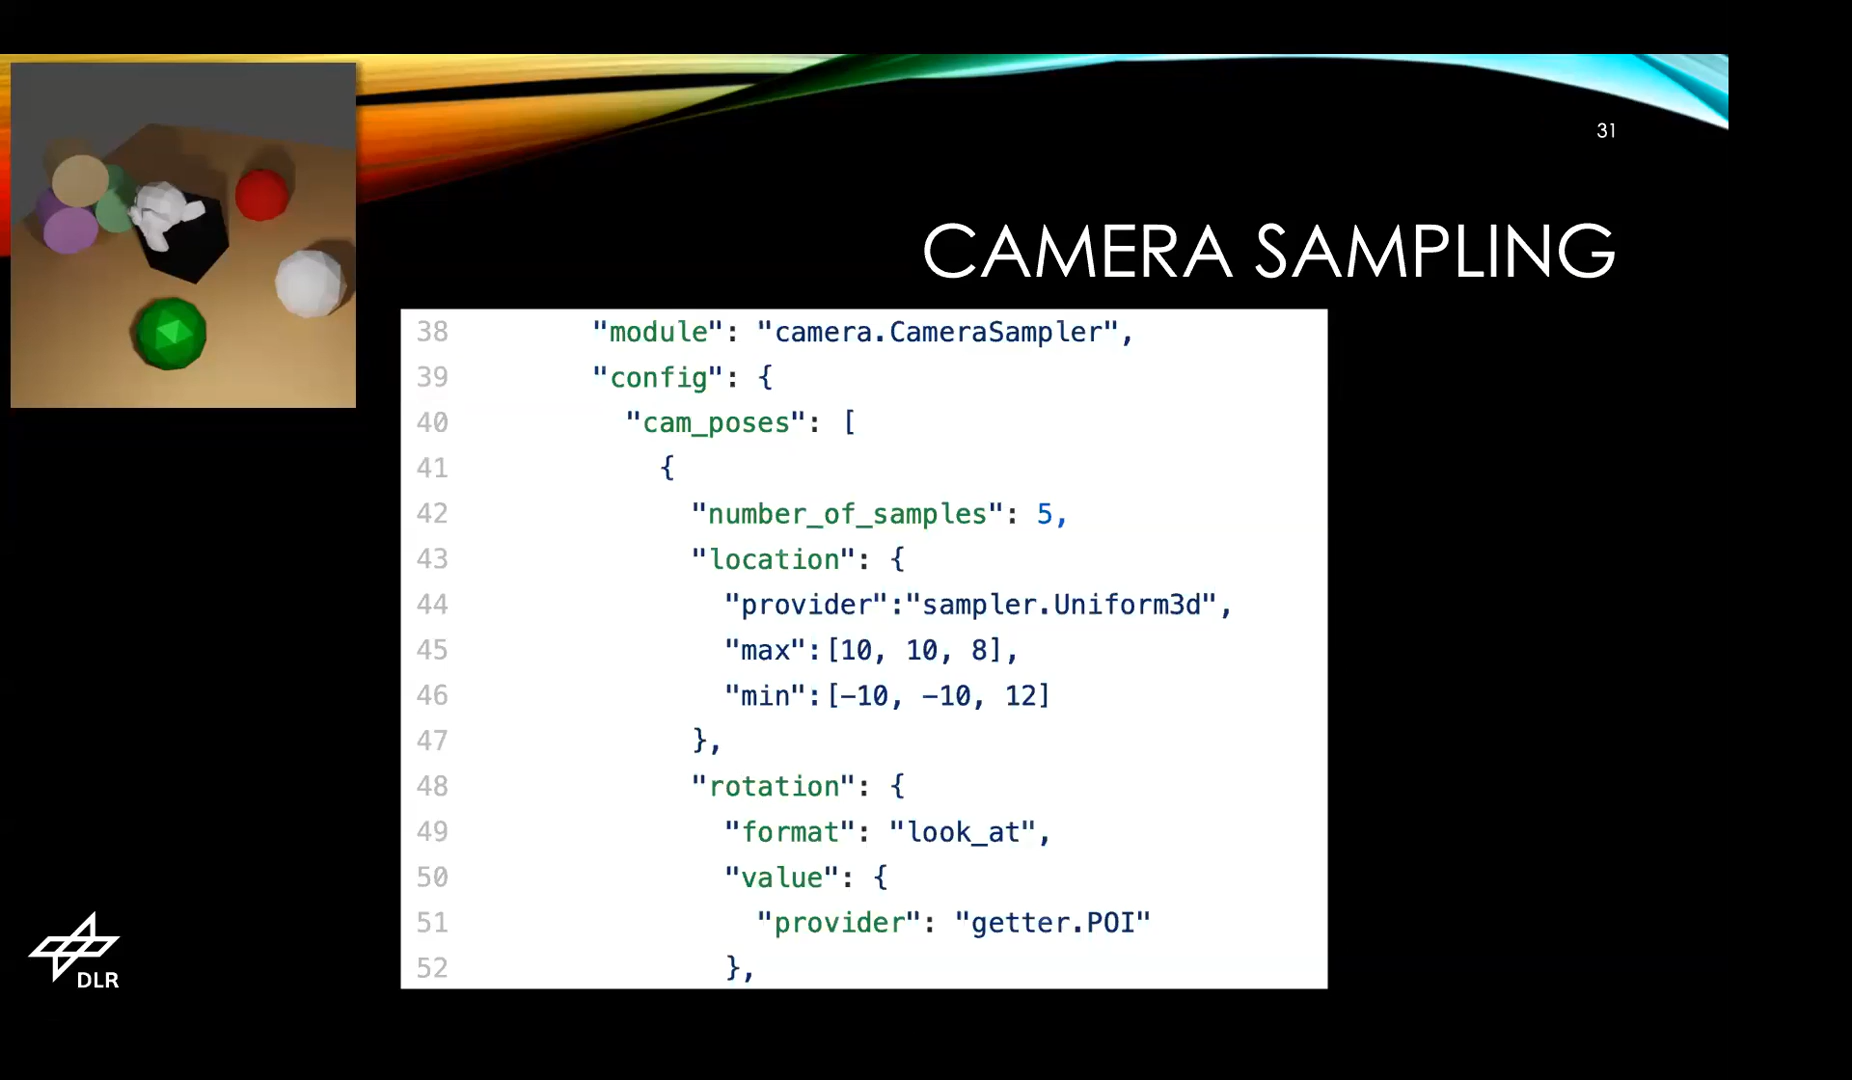 31
CAMERA SAMPLING
38 "module": "camera.CameraSampler",
39 "config": {
40 "cam_poses": [
41 {
42 "number_of_samples": 5,
43 "location": {
44 "provider":"sampler.Uniform3d",
45 "max":[10, 10, 8],
46 "min":[-10, -10, 12]
47 },
48 "rotation": {
49 "format": "look_at",
50 "value": {
51 "provider": "getter.POI"
52 },
DLR